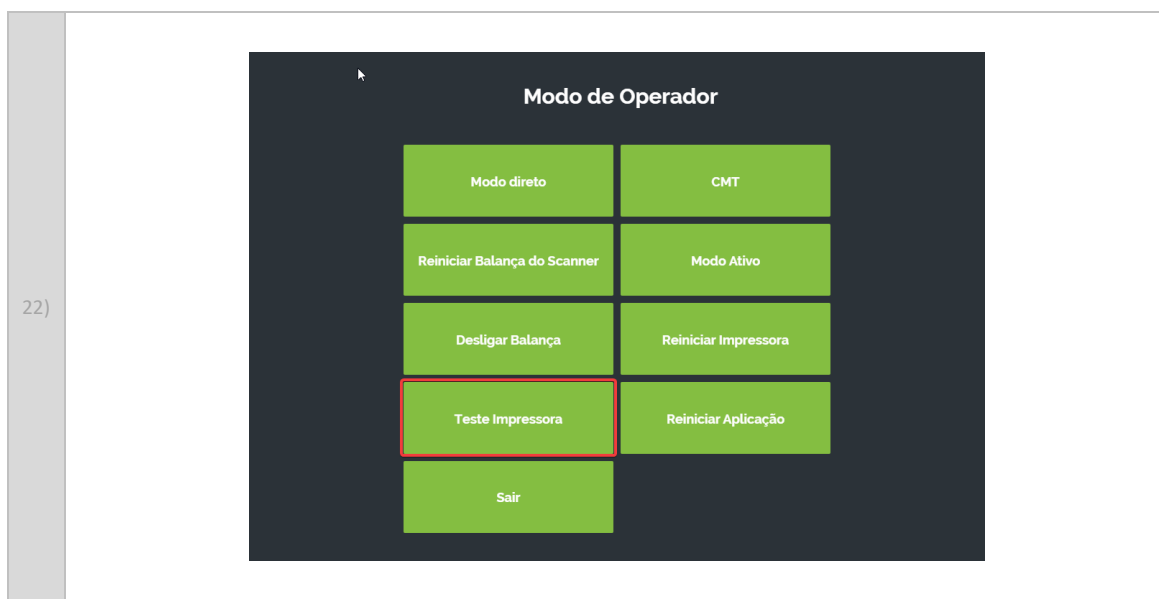 22)
Modo de Operador
Modo direto
CMT
Reiniciar Balança do Scanner
Modo Ativo
Desligar Balança
Reiniciar Impressora
Teste Impressora
Reiniciar Aplicação
Sair